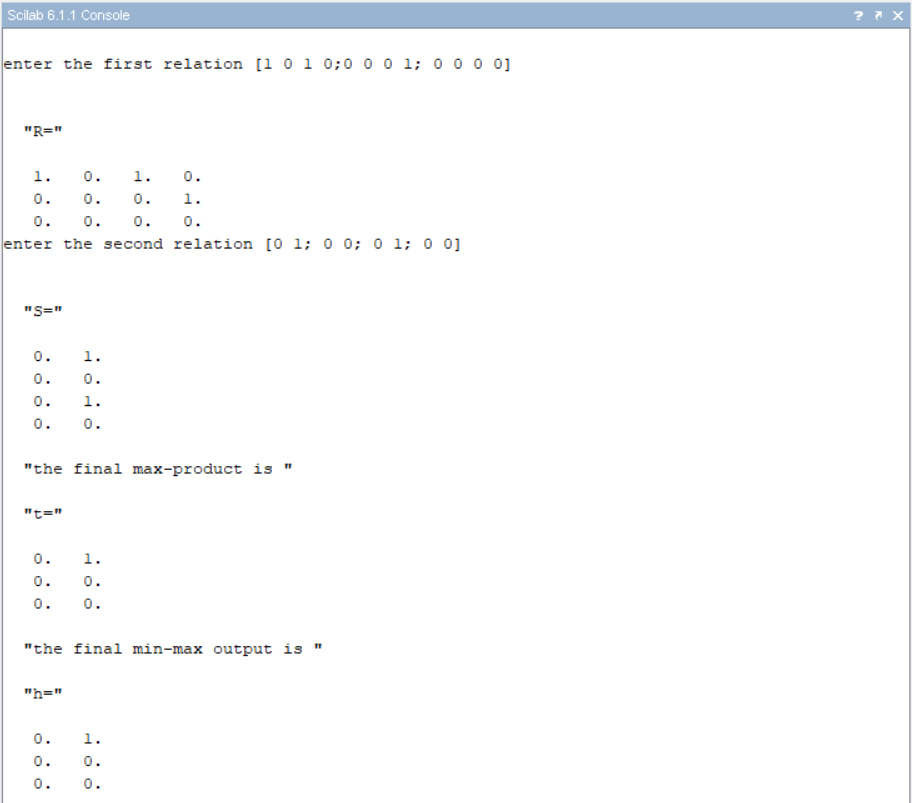 Scilab 6.1.1 Console
enter the first relation [1 0 1 0;0 0 0 1; 0 0 0 0]
"R="
1. 0. 1. 0.
0. 0. 0. 1.
0. 0. 0. 0.
enter the second relation [0 1; 0 0; 0 1; 0 0]
"S="
0. 1.
0. 0.
0. 1.
0. 0.
"the final max-product is "
"t="
0. 1.
0. 0.
0. 0.
"the final min-max output is "
"h="
0. 1.
0. 0.
0. 0.